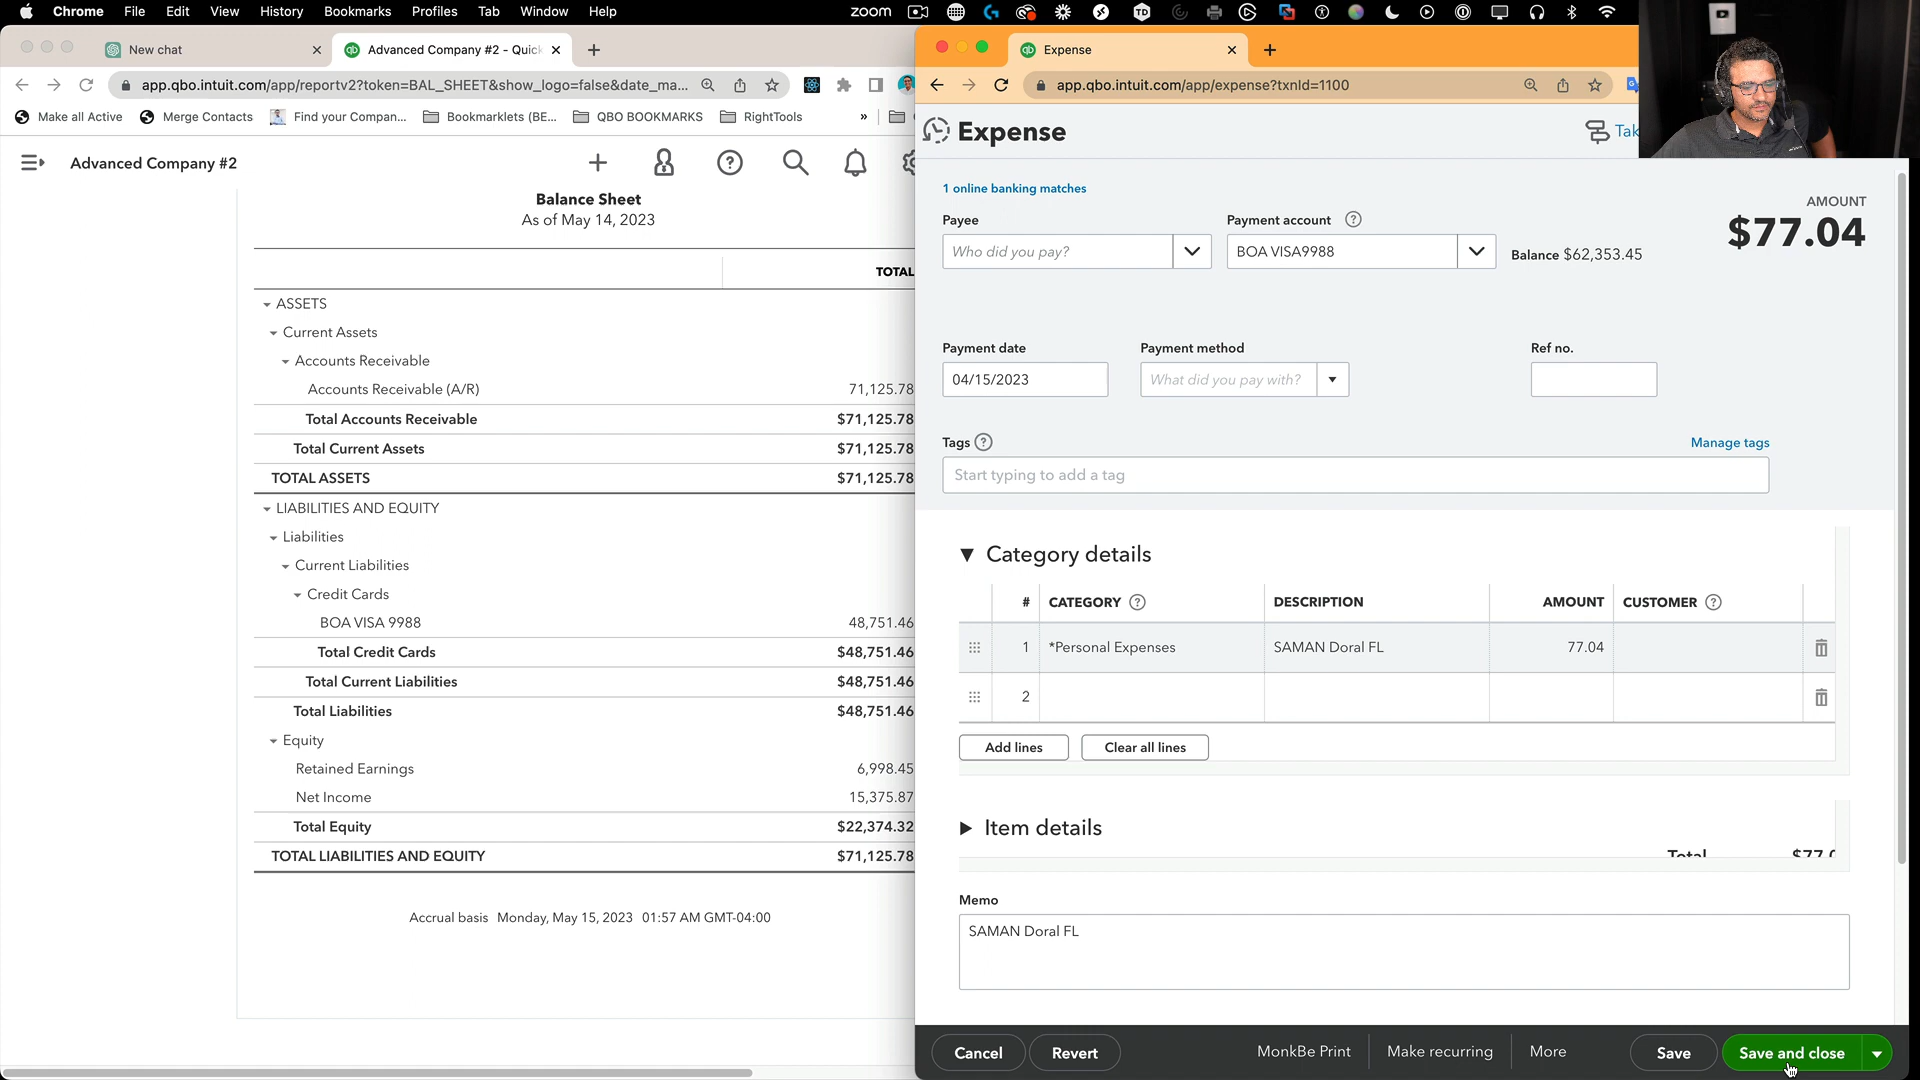 Chrome File Edit View History Bookmarks Profiles Tab Window Help
zoom TD
New chat
Advanced Company #2 - Quick
app.qbo.intuit.com/app/reportv2?token=BAL_SHEET&show_logo=false&date_ma...
Make all Active Merge Contacts Find your Compan... Bookmarklets (BE... QBO BOOKMARKS RightTools »
Advanced Company #2
Balance Sheet
As of May 14, 2023
TOTAL
ASSETS
Current Assets
Accounts Receivable
Accounts Receivable (A/R) 71,125.78
Total Accounts Receivable $71,125.78
Total Current Assets $71,125.78
TOTAL ASSETS $71,125.78
LIABILITIES AND EQUITY
Liabilities
Current Liabilities
Credit Cards
BOA VISA 9988 48,751.46
Total Credit Cards $48,751.46
Total Current Liabilities $48,751.46
Total Liabilities $48,751.46
Equity
Retained Earnings 6,998.45
Net Income 15,375.87
Total Equity $22,374.32
TOTAL LIABILITIES AND EQUITY $71,125.78
Accrual basis Monday, May 15, 2023 01:57 AM GMT-04:00
Expense
app.qbo.intuit.com/app/expense?txnId=1100
Expense
Tak
1 online banking matches
AMOUNT
$77.04
Payee Payment account
Who did you pay? BOA VISA9988 Balance $62,353.45
Payment date Payment method Ref no.
04/15/2023 What did you pay with?
Tags Manage tags
Start typing to add a tag
Category details
# CATEGORY DESCRIPTION AMOUNT CUSTOMER
1 *Personal Expenses SAMAN Doral FL 77.04
2
Add lines Clear all lines
Item details
Total $77.0
Memo
SAMAN Doral FL
Cancel Revert MonkBe Print Make recurring More Save Save and close